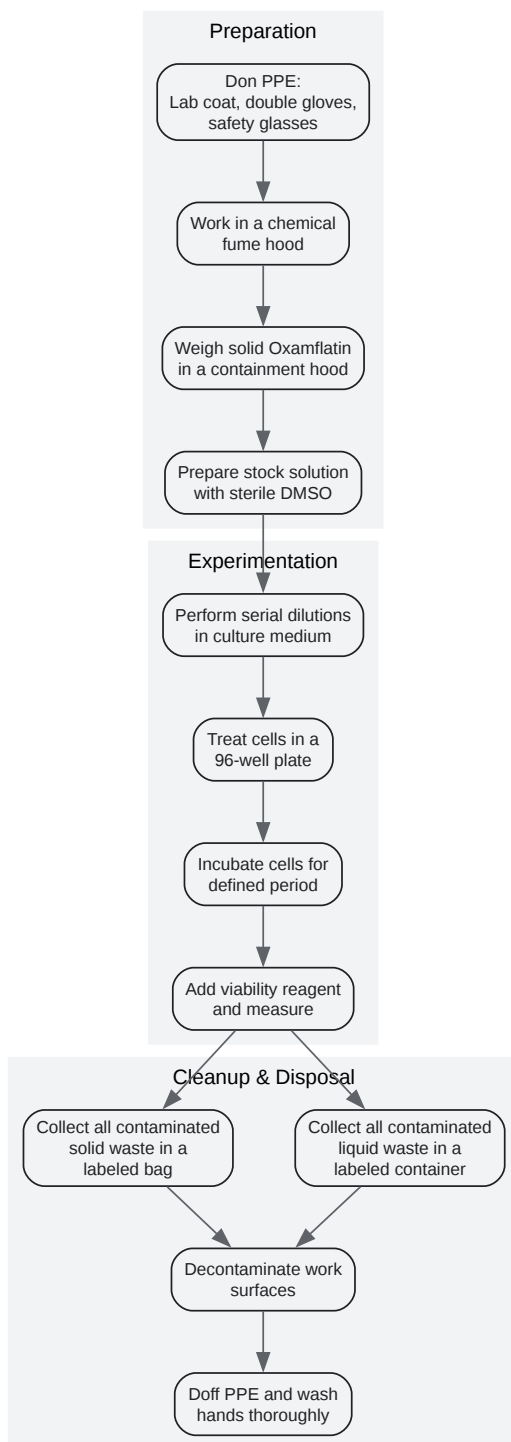 Preparation
Don PPE:
Lab coat, double gloves,
safety glasses
Work in a chemical
fume hood
Weigh solid Oxamflatin
in a containment hood
Prepare stock solution
with sterile DMSO
Experimentation
Perform serial dilutions
in culture medium
Treat cells in a
96-well plate
Incubate cells for
defined period
Add viability reagent
and measure
Cleanup & Disposal
Collect all contaminated
solid waste in a
labeled bag
Collect all contaminated
liquid waste in a
labeled container
Decontaminate work
surfaces
Doff PPE and wash
hands thoroughly